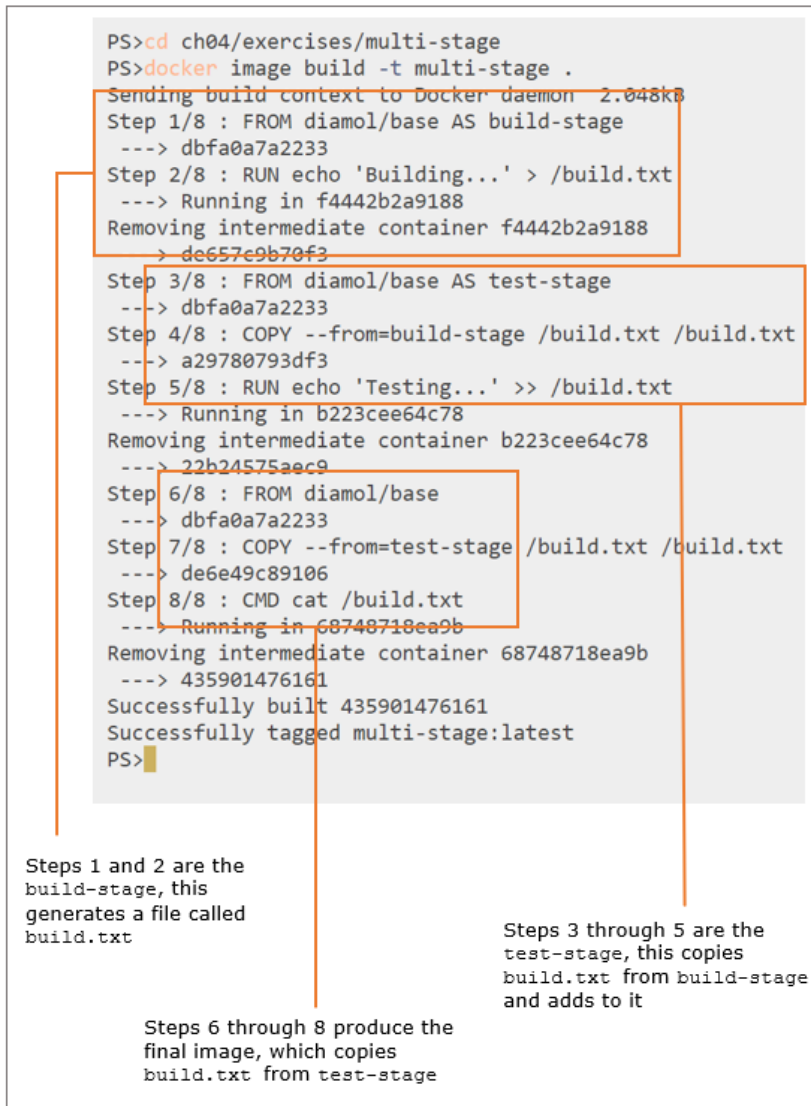 PS>cd ch04/exercises/multi-stage
PS>docker image build -t multi-stage .
Sending build context to Docker daemon  2.048kB
Step 1/8 : FROM diamol/base AS build-stage
 ---> dbfa0a7a2233
Step 2/8 : RUN echo 'Building...' > /build.txt
 ---> Running in f4442b2a9188
Removing intermediate container f4442b2a9188
 ---> de657c9b70f3
Step 3/8 : FROM diamol/base AS test-stage
 ---> dbfa0a7a2233
Step 4/8 : COPY --from=build-stage /build.txt /build.txt
 ---> a29780793df3
Step 5/8 : RUN echo 'Testing...' >> /build.txt
 ---> Running in b223cee64c78
Removing intermediate container b223cee64c78
 ---> 22b24575aec9
Step 6/8 : FROM diamol/base
 ---> dbfa0a7a2233
Step 7/8 : COPY --from=test-stage /build.txt /build.txt
 ---> de6e49c89106
Step 8/8 : CMD cat /build.txt
 ---> Running in 68748718ea9b
Removing intermediate container 68748718ea9b
 ---> 435901476161
Successfully built 435901476161
Successfully tagged multi-stage:latest
PS>
Steps 1 and 2 are the
build-stage, this
generates a file called
build.txt
Steps 3 through 5 are the
test-stage, this copies
build.txt from build-stage
and adds to it
Steps 6 through 8 produce the
final image, which copies
build.txt from test-stage